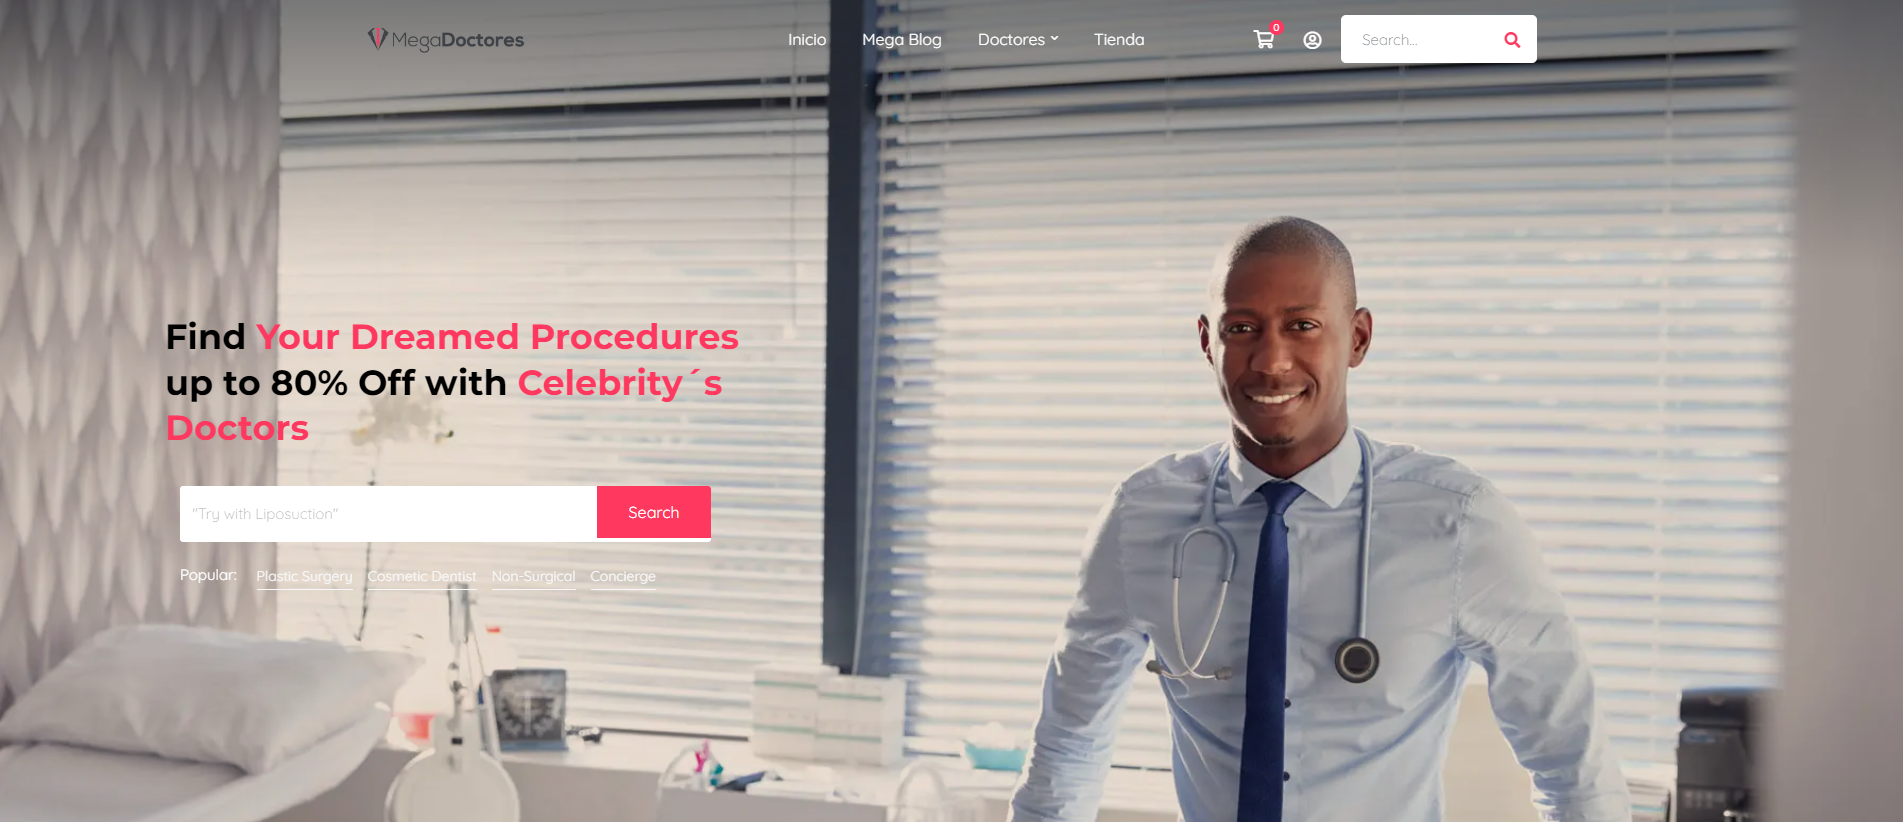 MegaDoctores
Inicio
Mega Blog
Doctores
Tienda
0
Search...
Find Your Dreamed Procedures
up to 80% Off with Celebrity´s
Doctors
"Try with Liposuction"
Search
Popular:
Plastic Surgery
Cosmetic Dentist
Non-Surgical
Concierge